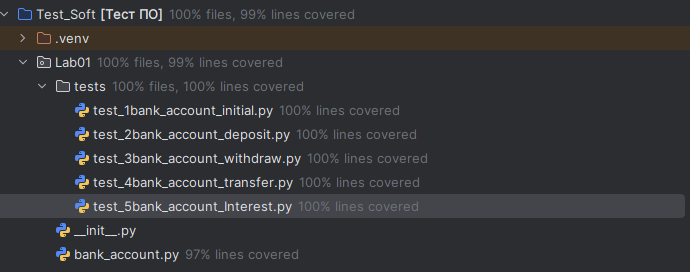 Test_Soft [Тест ПО] 100% files, 99% lines covered
.venv
Lab01 100% files, 99% lines covered
tests 100% files, 100% lines covered
test_1bank_account_initial.py 100% lines covered
test_2bank_account_deposit.py 100% lines covered
test_3bank_account_withdraw.py 100% lines covered
test_4bank_account_transfer.py 100% lines covered
test_5bank_account_Interest.py 100% lines covered
__init__.py
bank_account.py 97% lines covered